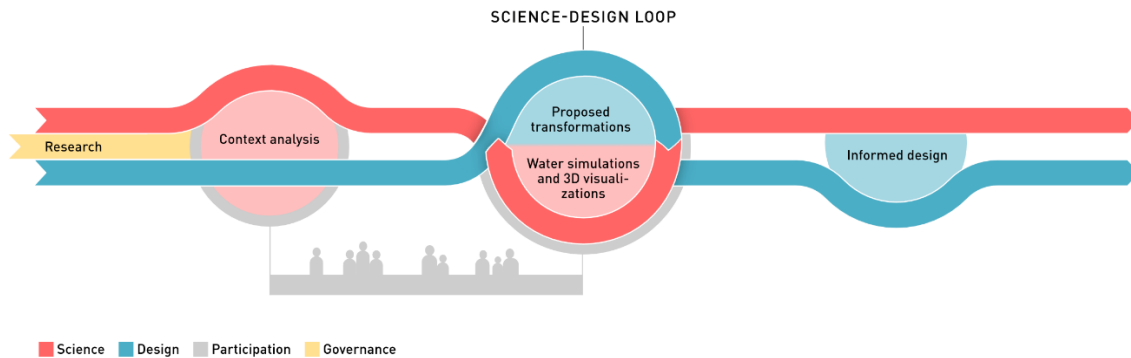 SCIENCE-DESIGN LOOP
Research
Context analysis
Proposed
transformations
Water simulations
and 3D visuali-
zations
Informed design
Science
Design
Participation
Governance